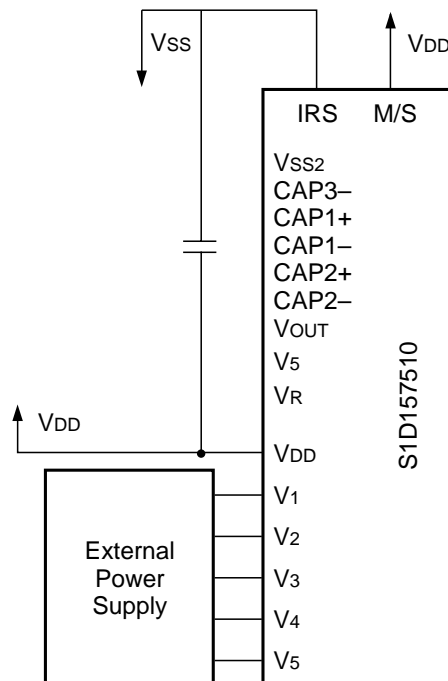 VSS
VDD
IRS M/S
VSS2
CAP3–
CAP1+
CAP1–
CAP2+
CAP2–
VOUT
V5
VR
S1D157510
VDD
VDD
V1
V2
V3
V4
V5
External
Power
Supply